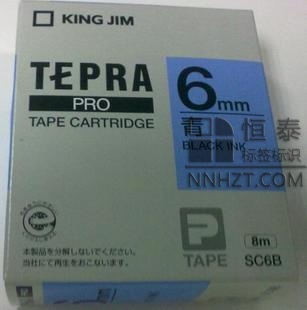 KING JIM
TEPRA
PRO
TAPE CARTRIDGE
6mm
青
BLACK INK
恒泰
标签标识
NNHZT.COM
P
TAPE
8m
SC6B
本製品を分解しないでください。
当社にて再生をおこないます。